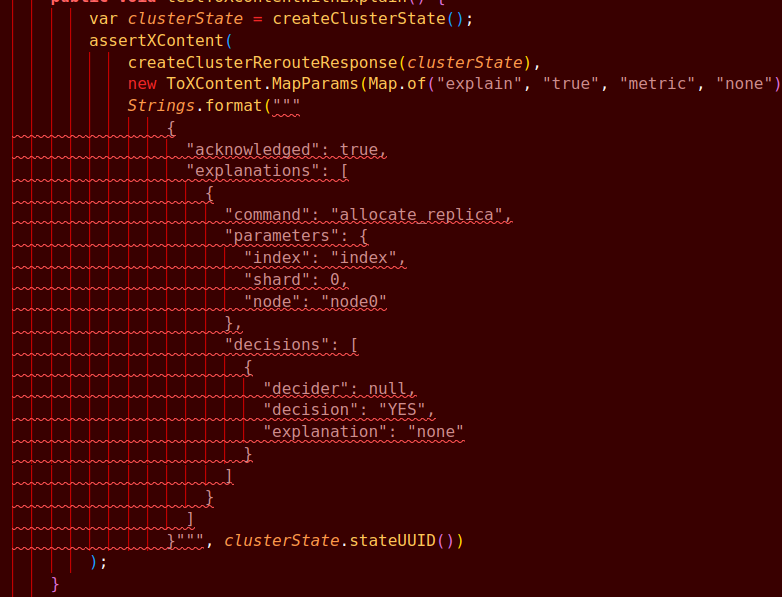 public void testToXContentWithExplain() {
var clusterState = createClusterState();
assertXContent(
createClusterRerouteResponse(clusterState),
new ToXContent.MapParams(Map.of("explain", "true", "metric", "none")
Strings.format("""
{
"acknowledged": true,
"explanations": [
{
"command": "allocate_replica",
"parameters": {
"index": "index",
"shard": 0,
"node": "node0"
},
"decisions": [
{
"decider": null,
"decision": "YES",
"explanation": "none"
}
]
}
]
}""", clusterState.stateUUID())
);
}